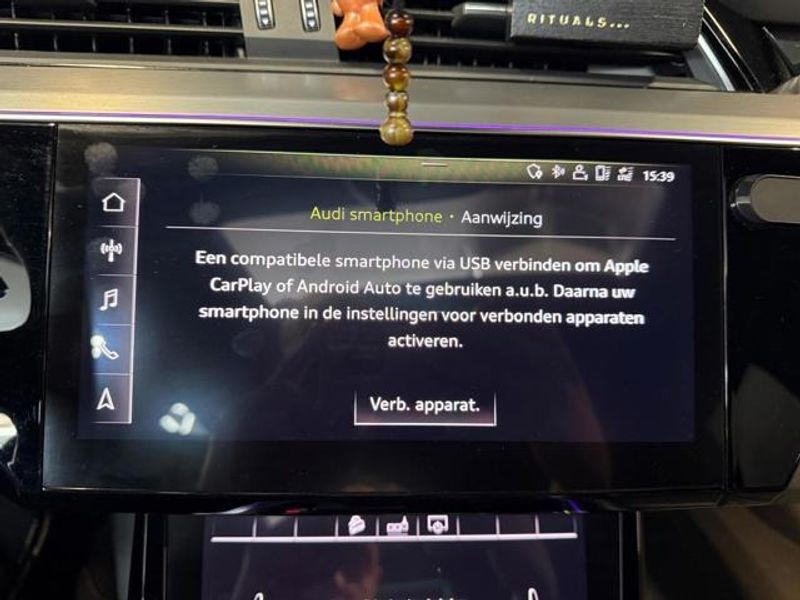 RITUALS...
15:39
Audi smartphone · Aanwijzing
Een compatibele smartphone via USB verbinden om Apple
CarPlay of Android Auto te gebruiken a.u.b. Daarna uw
smartphone in de instellingen voor verbonden apparaten
activeren.
Verb. apparat.